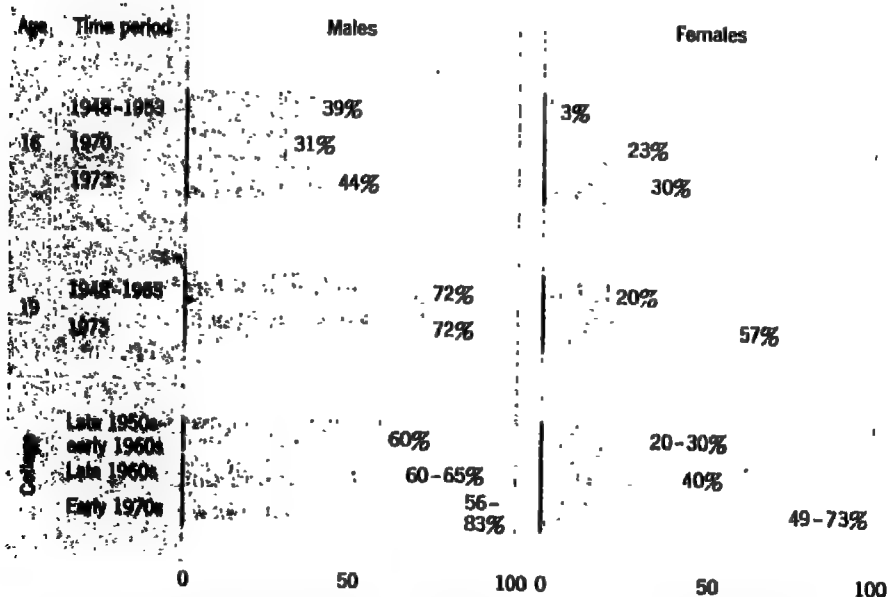 Age Time period Males Females
1948-1953 39% 3%
16 1970 31% 23%
1973 44% 30%
72% 20%
19 1973 72% 57%
Late 1950s-
early 1960s 60% 20-30%
College Late 1960s 60-65% 40%
Early 1970s 56-
83% 49-73%
0 50 100 0 50 100